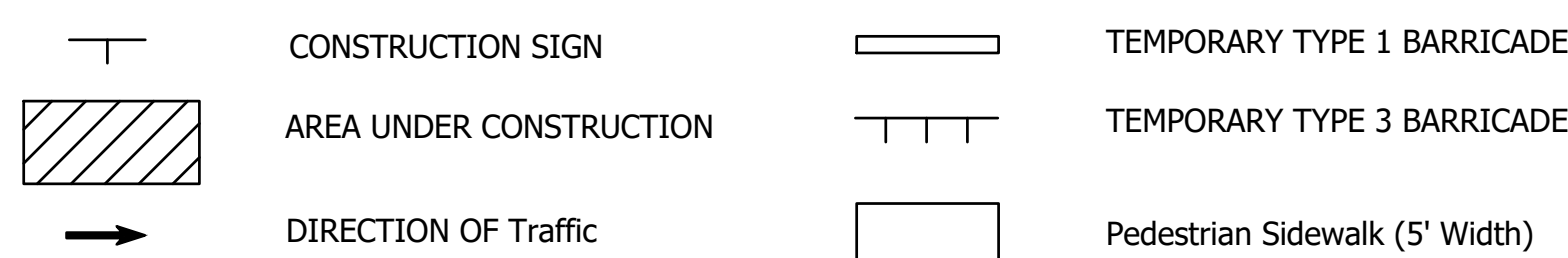 CONSTRUCTION SIGN
AREA UNDER CONSTRUCTION
DIRECTION OF Traffic
TEMPORARY TYPE 1 BARRICADE
TEMPORARY TYPE 3 BARRICADE
Pedestrian Sidewalk (5' Width)